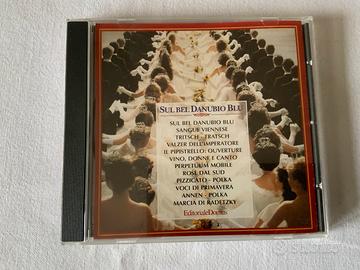 SUL BEL DANUBIO BLU
SUL BEL DANUBIO BLU
SANGUE VIENNESE
TRITSCH - TRATSCH
VALZER DELL'IMPERATORE
IL PIPISTRELLO: OUVERTURE
VINO, DONNE E CANTO
PERPETUUM MOBILE
ROSE DAL SUD
PIZZICATO - POLKA
VOCI DI PRIMAVERA
ANNEN - POLKA
MARCIA DI RADETZKY
EditorialeDomus
subito